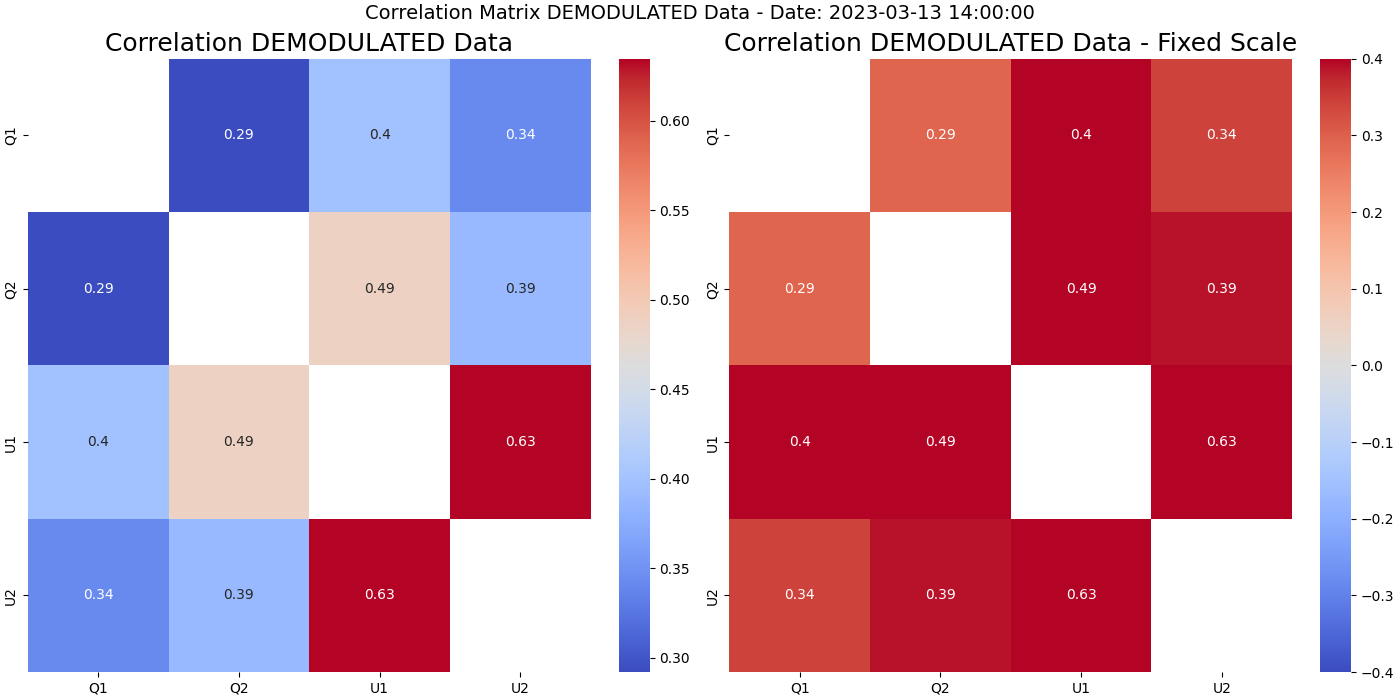 Correlation Matrix DEMODULATED Data - Date: 2023-03-13 14:00:00
Correlation DEMODULATED Data
Q1
0.29
0.4
0.34
Q2
0.29
0.49
0.39
U1
0.4
0.49
0.63
U2
0.34
0.39
0.63
Q1
Q2
U1
U2
0.60
0.55
0.50
0.45
0.40
0.35
0.30
Correlation DEMODULATED Data - Fixed Scale
Q1
0.29
0.4
0.34
Q2
0.29
0.49
0.39
U1
0.4
0.49
0.63
U2
0.34
0.39
0.63
Q1
Q2
U1
U2
0.4
0.3
0.2
0.1
0.0
−0.1
−0.2
−0.3
−0.4